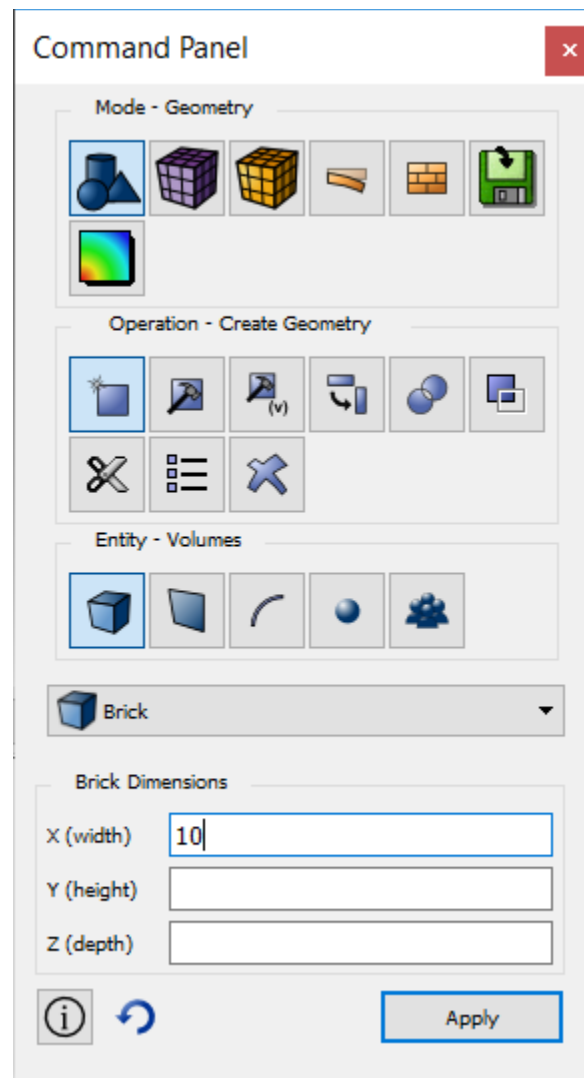 Command Panel
Mode - Geometry
Operation - Create Geometry
(v)
Entity - Volumes
Brick
Brick Dimensions
X (width) 10
Y (height)
Z (depth)
Apply